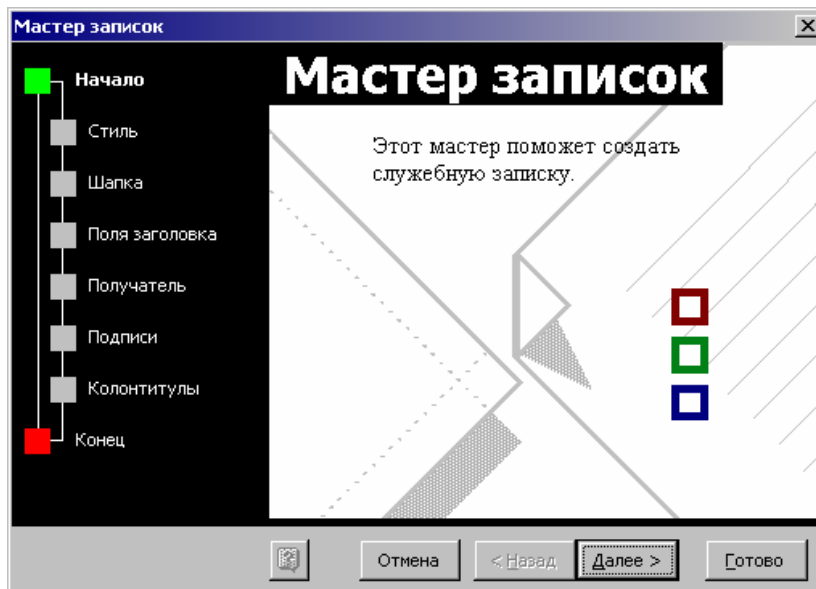 Мастер записок
Начало
Стиль
Шапка
Поля заголовка
Получатель
Подписи
Колонтитулы
Конец
Мастер записок
Этот мастер поможет создать
служебную записку.
Отмена
< Назад
Далее >
Готово